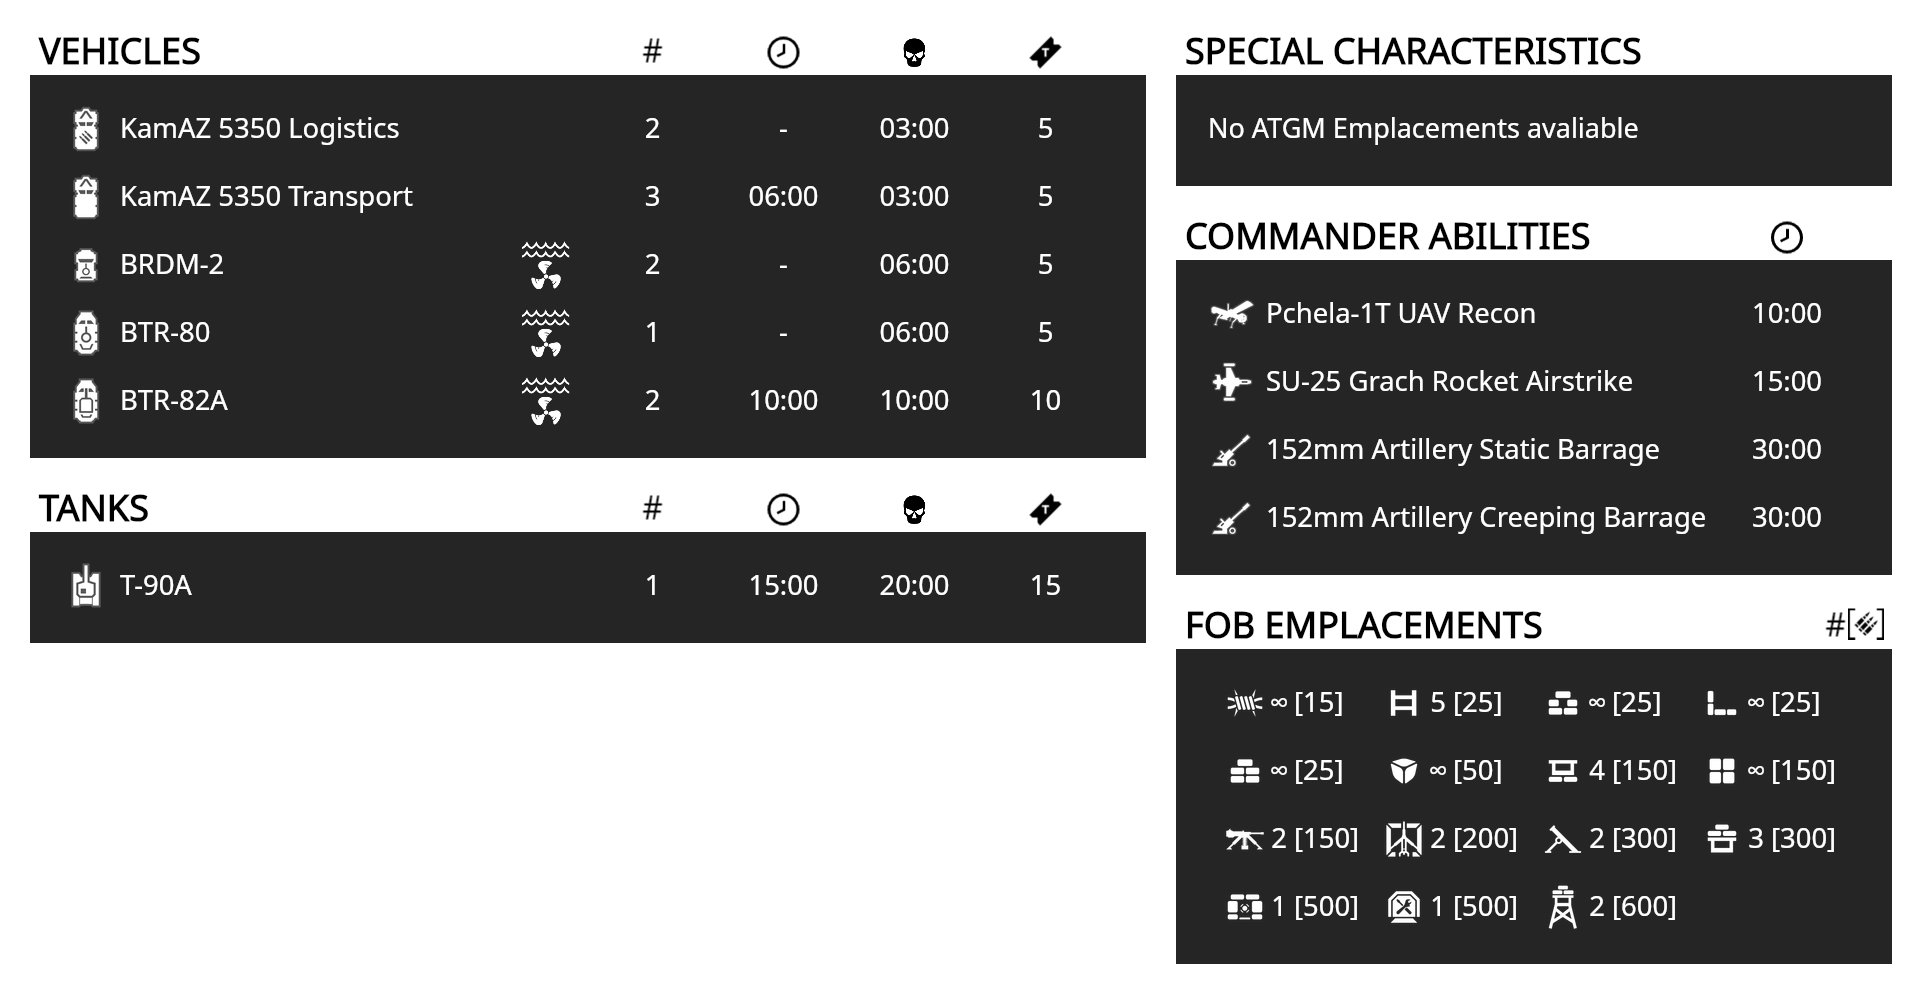 VEHICLES #
KamAZ 5350 Logistics 2 - 03:00 5
KamAZ 5350 Transport 3 06:00 03:00 5
BRDM-2 2 - 06:00 5
BTR-80 1 - 06:00 5
BTR-82A 2 10:00 10:00 10
TANKS #
T-90A 1 15:00 20:00 15
SPECIAL CHARACTERISTICS
No ATGM Emplacements avaliable
COMMANDER ABILITIES
Pchela-1T UAV Recon 10:00
SU-25 Grach Rocket Airstrike 15:00
152mm Artillery Static Barrage 30:00
152mm Artillery Creeping Barrage 30:00
FOB EMPLACEMENTS #[ ]
∞ [15] 5 [25] ∞ [25] ∞ [25]
∞ [25] ∞ [50] 4 [150] ∞ [150]
2 [150] 2 [200] 2 [300] 3 [300]
1 [500] 1 [500] 2 [600]